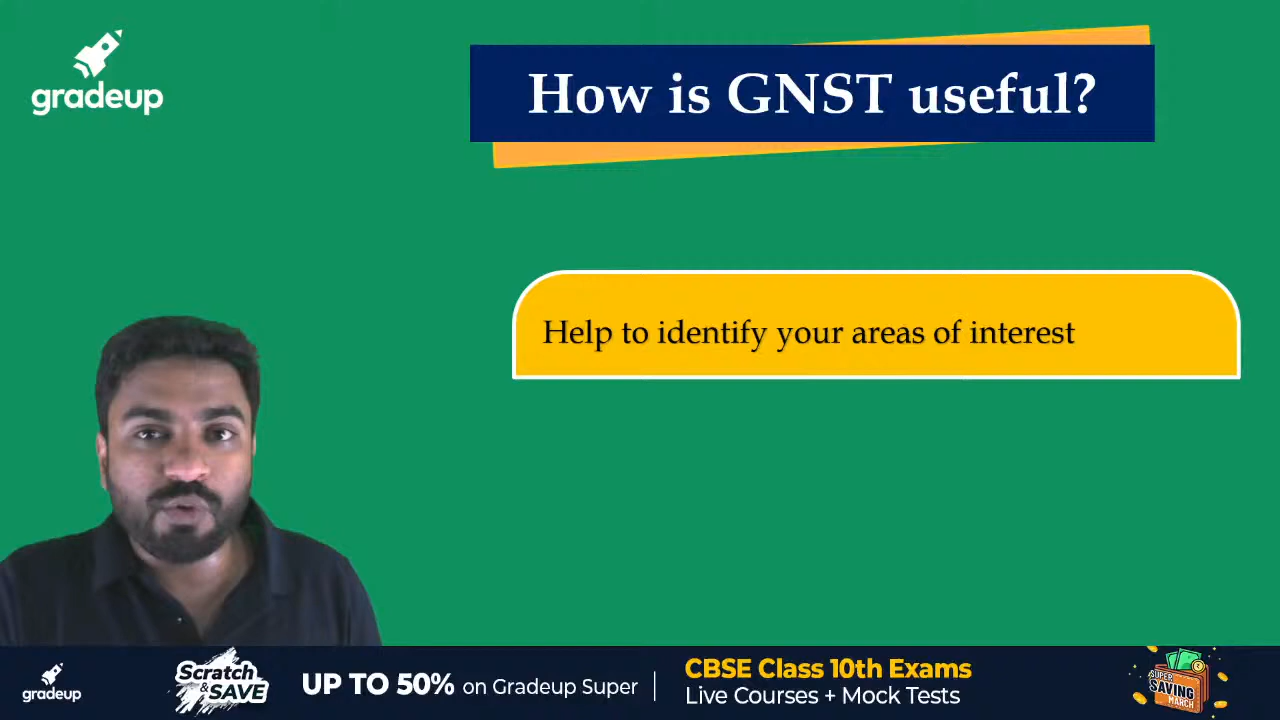 gradeup
How is GNST useful?
Help to identify your areas of interest
gradeup
Scratch
& SAVE
UP TO 50% on Gradeup Super
CBSE Class 10th Exams
Live Courses + Mock Tests
SUPER
SAVING
MARCH